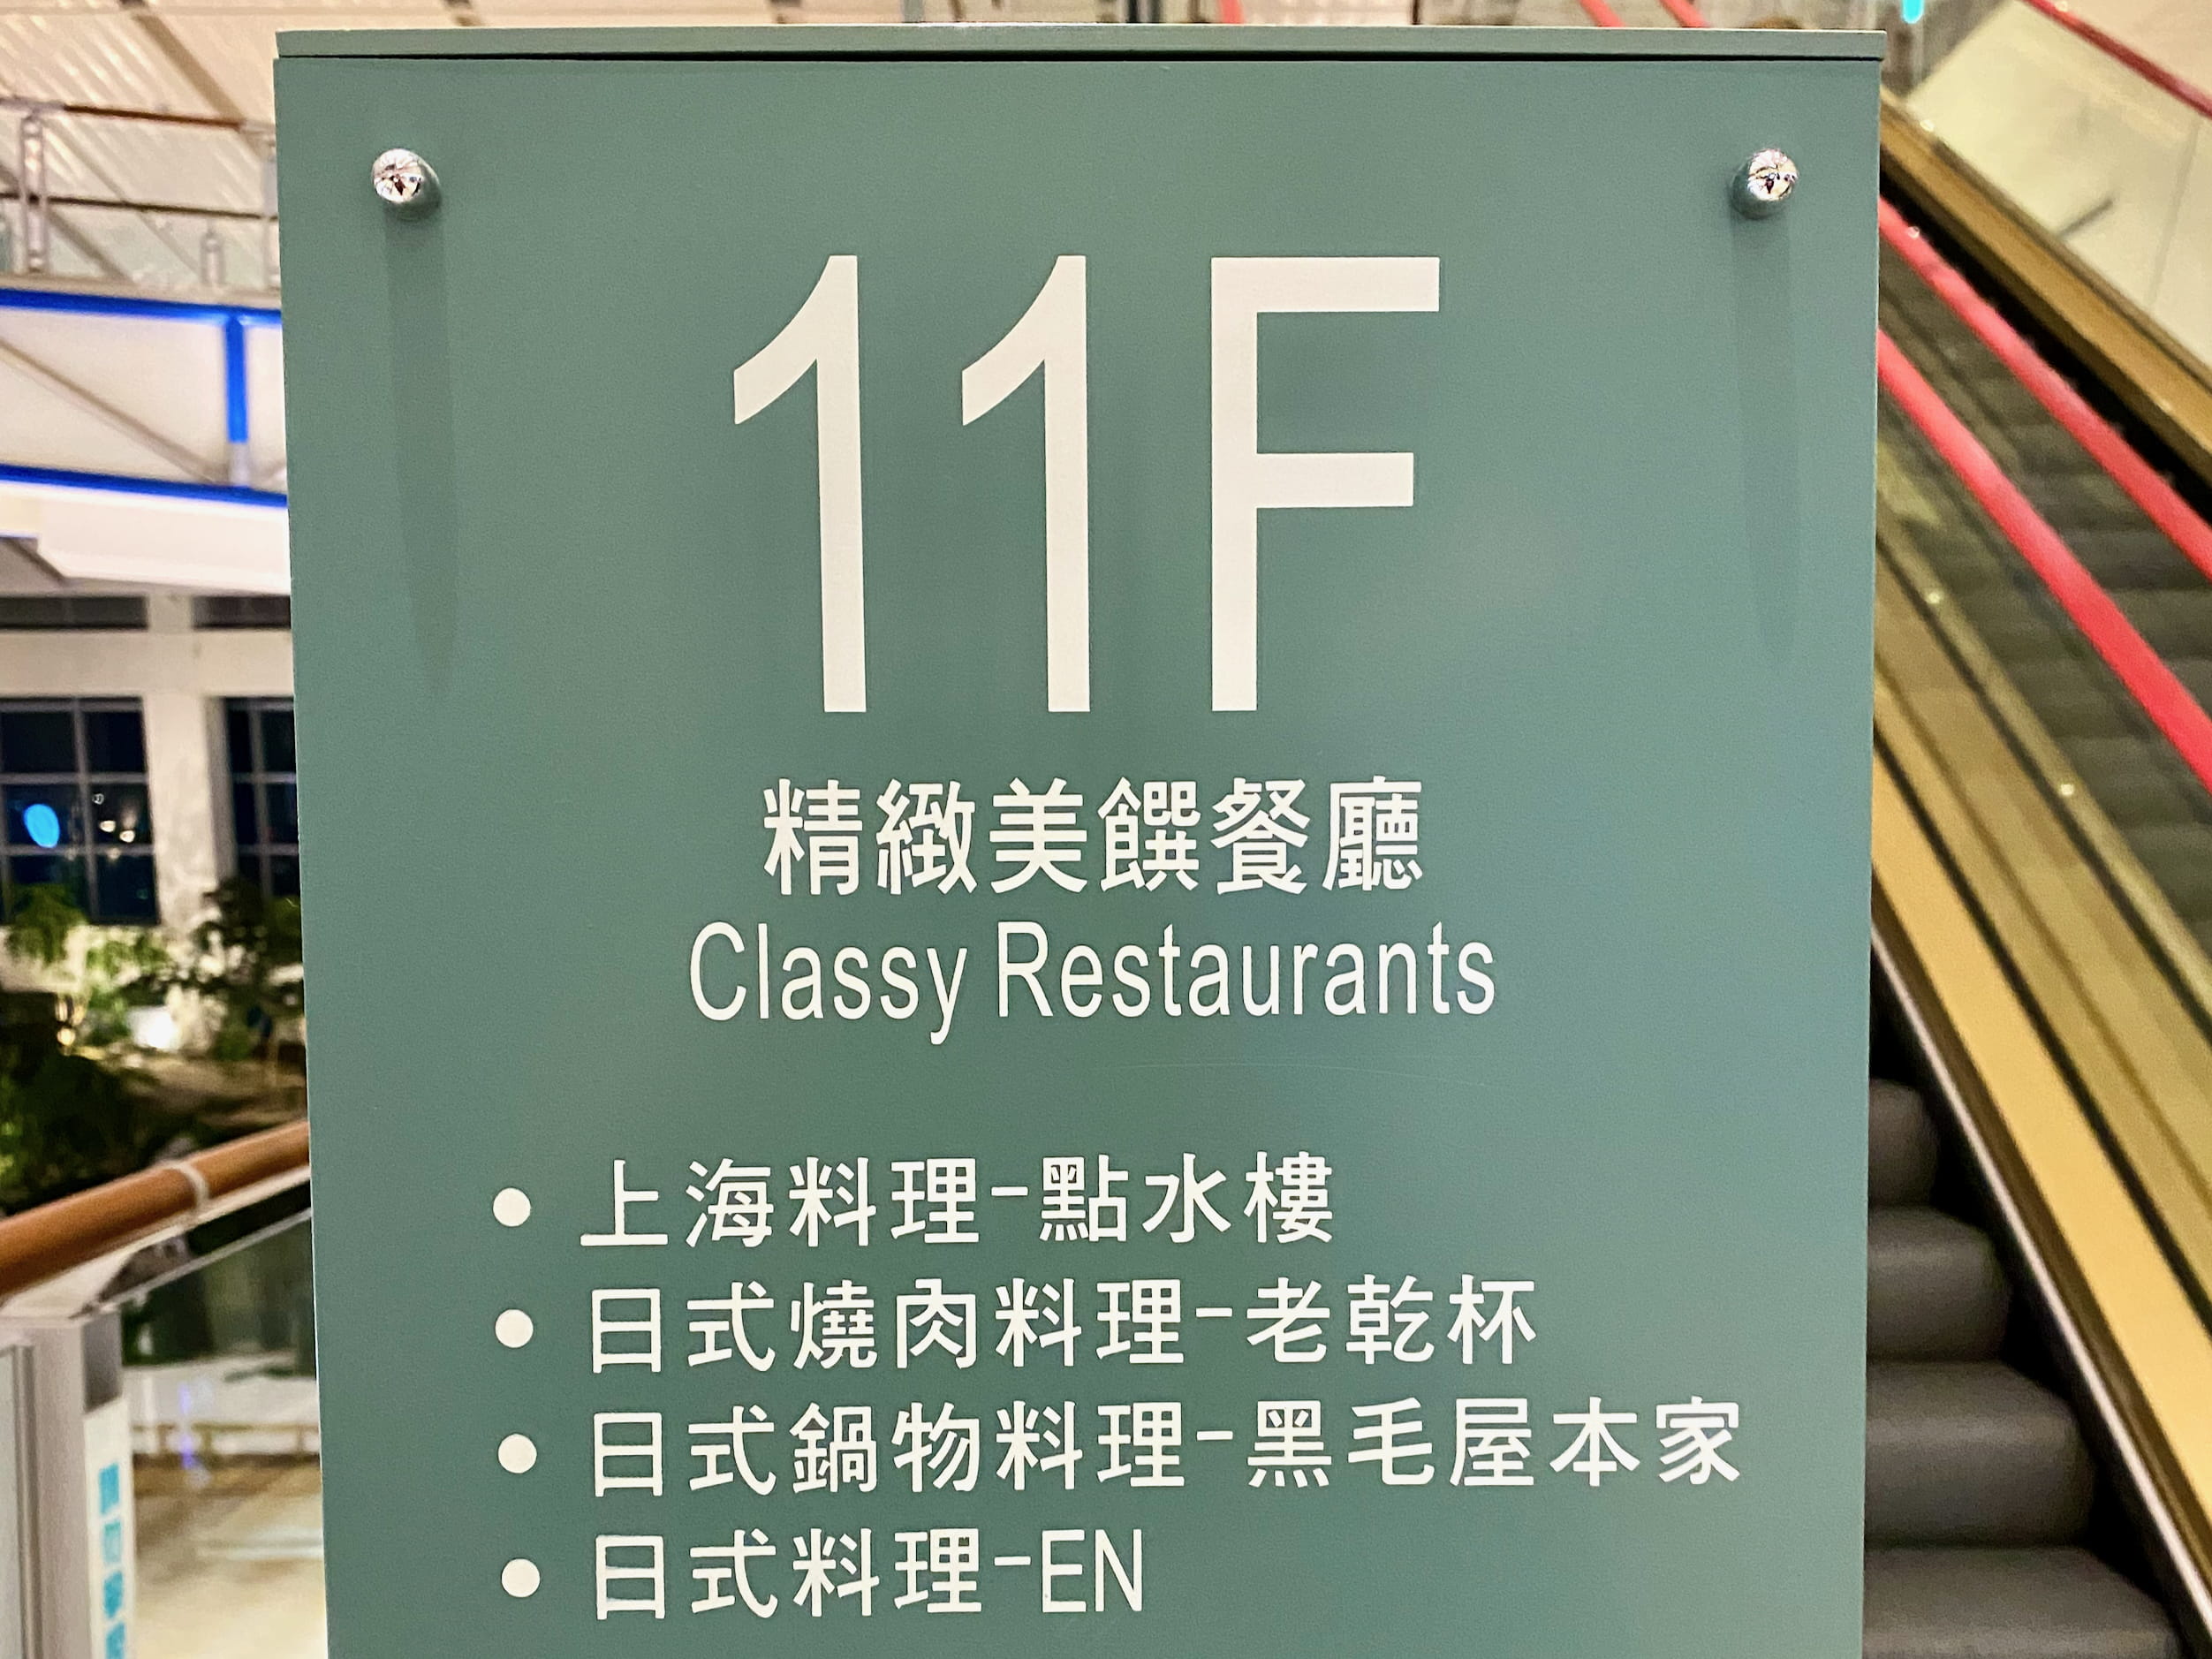 11F
精緻美饌餐廳
Classy Restaurants
• 上海料理-點水樓
• 日式燒肉料理-老乾杯
• 日式鍋物料理-黑毛屋本家
• 日式料理-EN